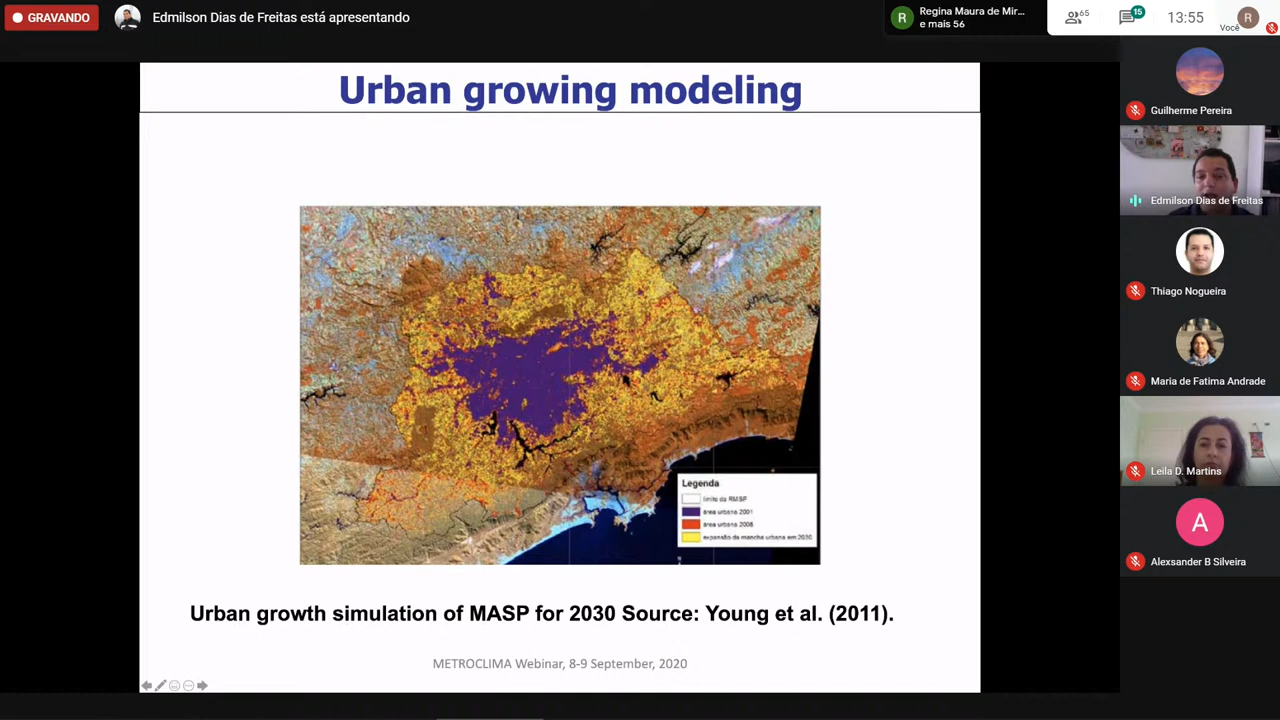 GRAVANDO
Edmilson Dias de Freitas está apresentando
R
Regina Maura de Mir...
e mais 56
65
15
13:55
Você
R
Urban growing modeling
Guilherme Pereira
Edmilson Dias de Freitas
Thiago Nogueira
Maria de Fatima Andrade
Leila D. Martins
A
Alexsander B Silveira
Legenda
limite da RMSP
área urbana 2001
área urbana 2008
expansão da mancha urbana em 2030
Urban growth simulation of MASP for 2030 Source: Young et al. (2011).
METROCLIMA Webinar, 8-9 September, 2020